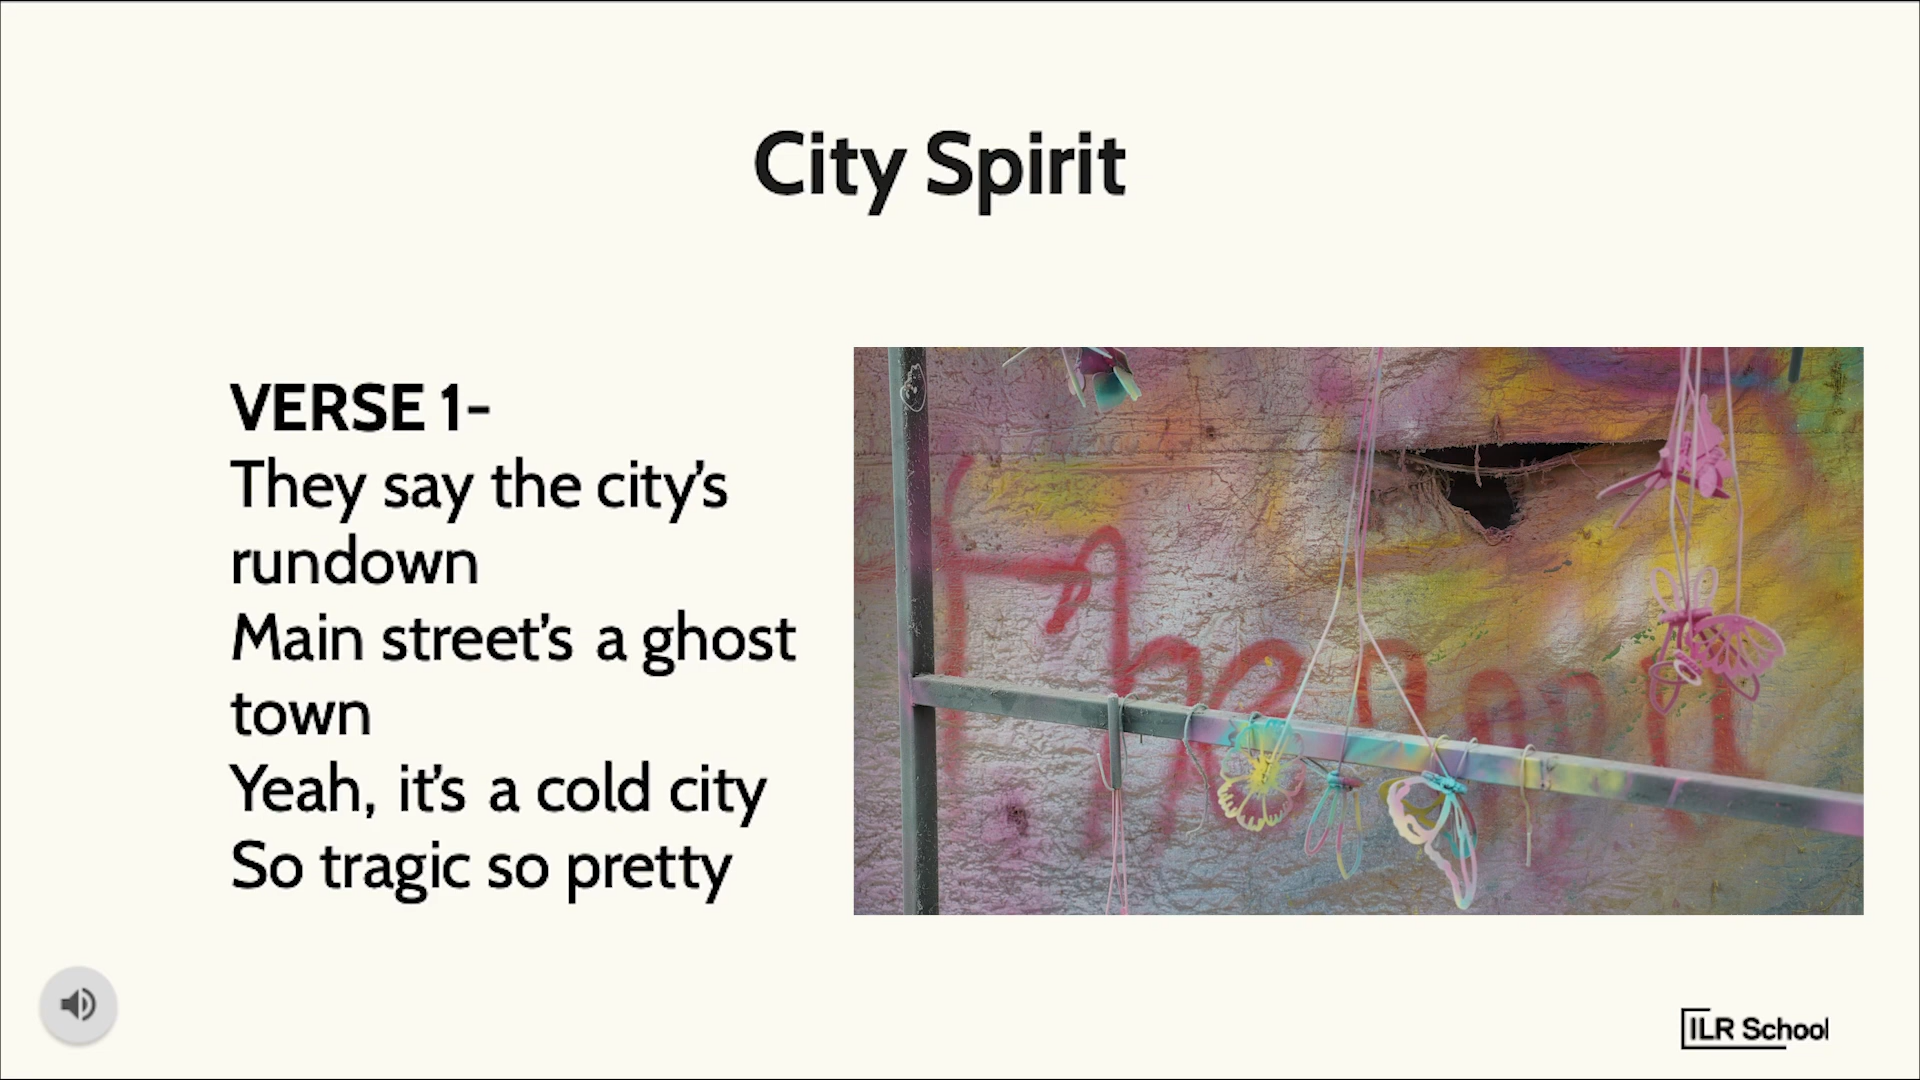 City Spirit
VERSE 1-
They say the city's
rundown
Main street's a ghost
town
Yeah, it's a cold city
So tragic so pretty
ILR School